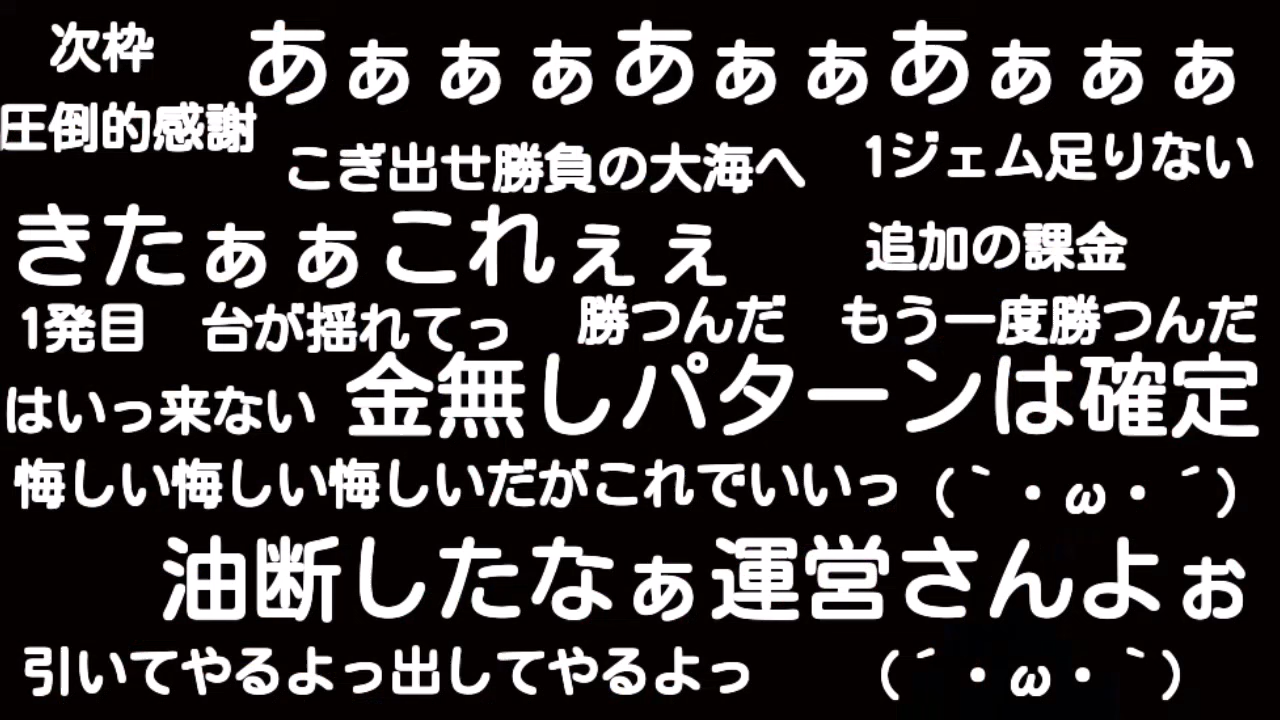 次枠
あぁぁぁあぁぁあぁぁぁ
圧倒的感謝
こぎ出せ勝負の大海へ
1ジェム足りない
きたぁぁこれぇぇ
追加の課金
1発目 台が揺れてっ
勝つんだ もう一度勝つんだ
はいっ来ない
金無しパターンは確定
悔しい悔しい悔しいだがこれでいいっ
(｀・ω・´)
油断したなぁ運営さんよぉ
引いてやるよっ出してやるよっ
(´・ω・｀)